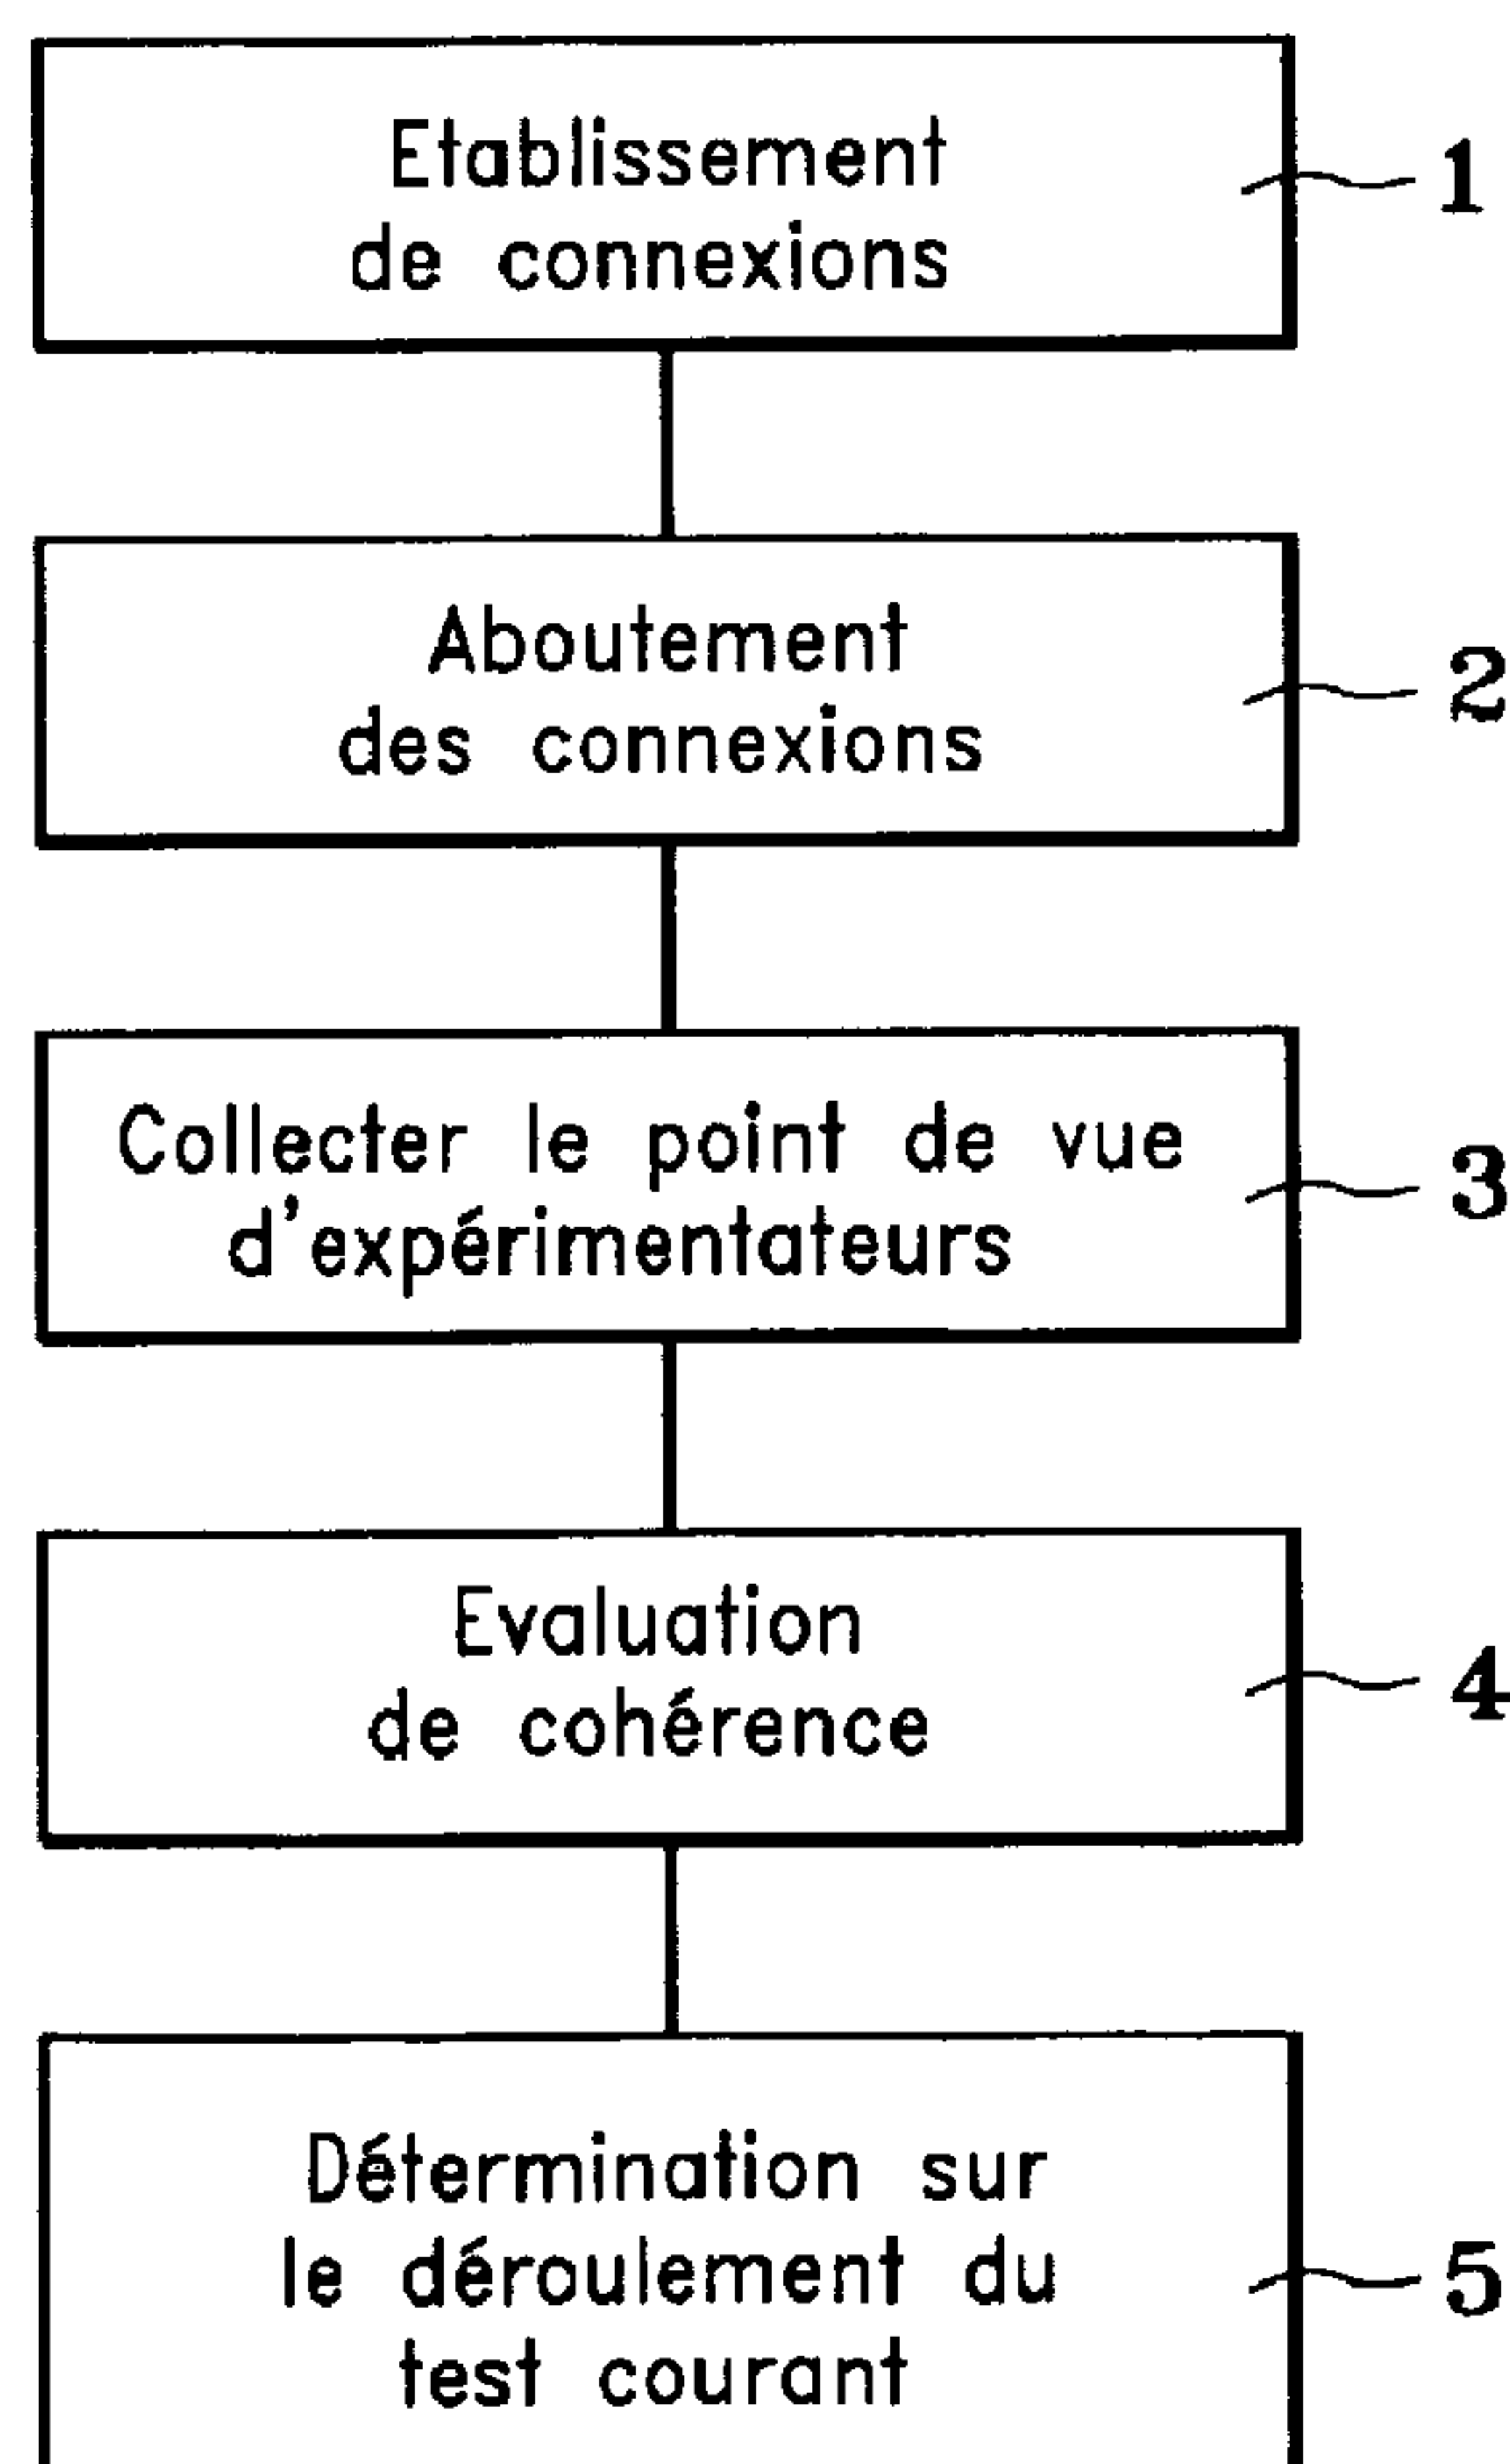 Etablissement
de connexions
1
Aboutement
des connexions
2
Collecter le point de vue
d'expérimentateurs
3
Evaluation
de cohérence
4
Détermination sur
le déroulement du
test courant
5